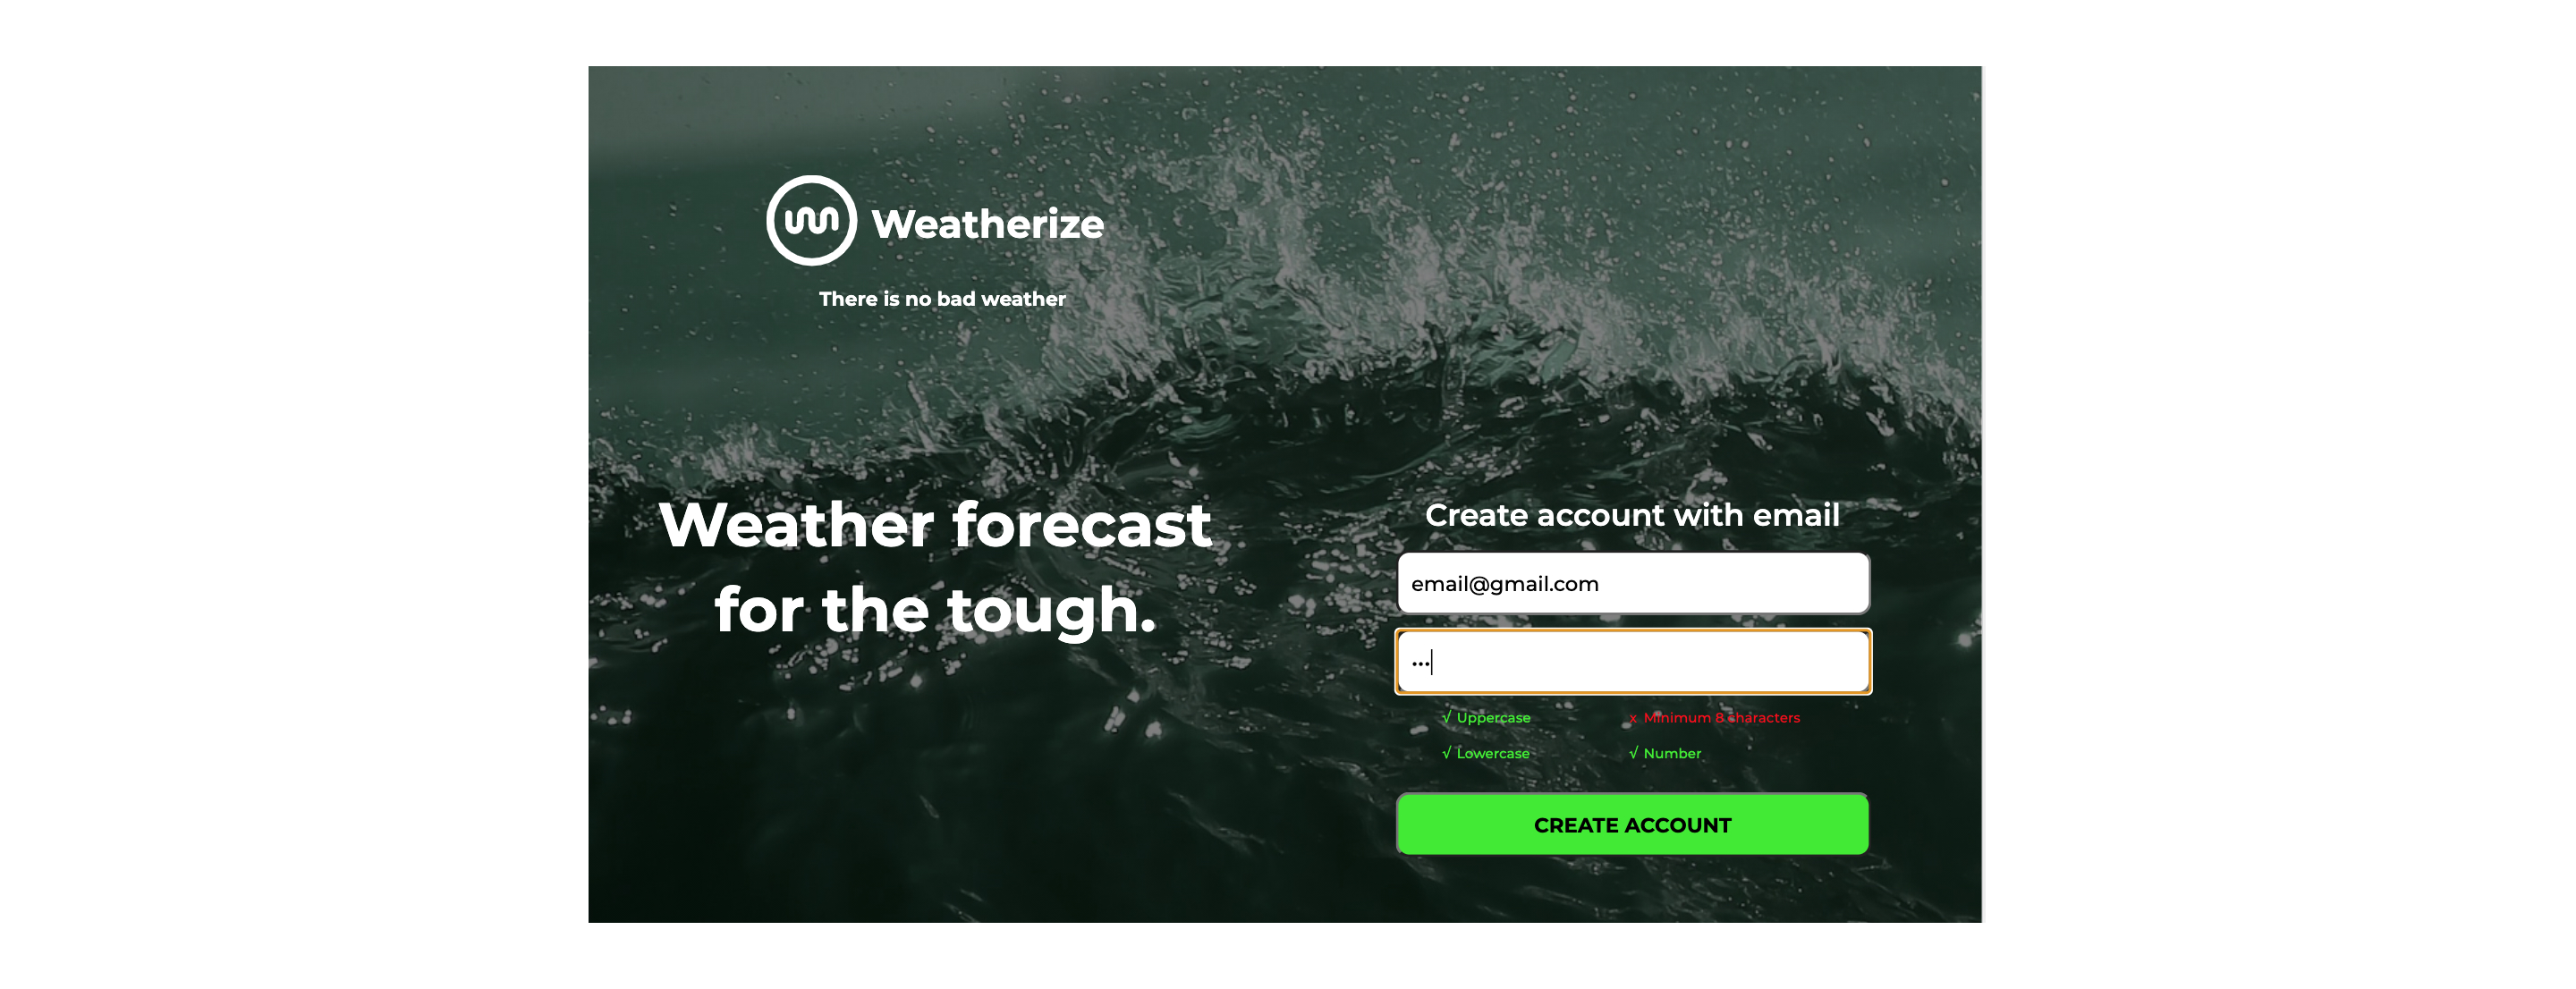 Weatherize
There is no bad weather
Weather forecast
for the tough.
Create account with email
email@gmail.com
•••
√ Uppercase
x Minimum 8 characters
√ Lowercase
√ Number
CREATE ACCOUNT